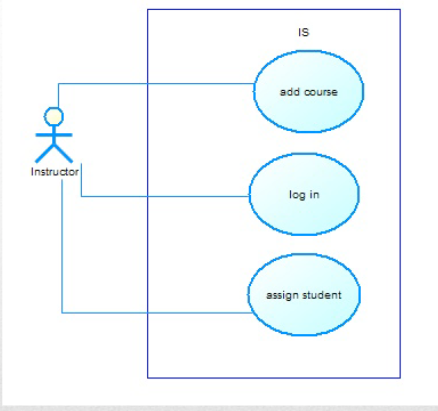 IS
add course
Instructor
log in
assign student